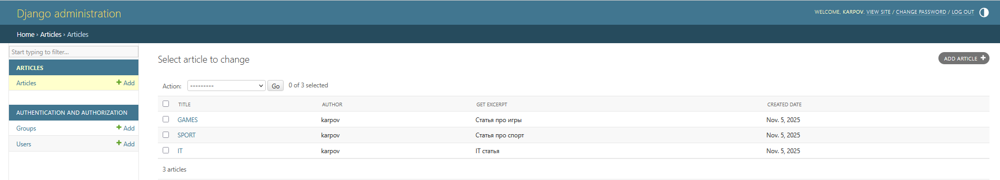 Django administration
WELCOME, KARPOV. VIEW SITE / CHANGE PASSWORD / LOG OUT
Home › Articles › Articles
Start typing to filter...
ARTICLES
Articles + Add
AUTHENTICATION AND AUTHORIZATION
Groups + Add
Users + Add
Select article to change
ADD ARTICLE +
Action: --------- Go 0 of 3 selected
TITLE AUTHOR GET EXCERPT CREATED DATE
GAMES karpov Статья про игры Nov. 5, 2025
SPORT karpov Статья про спорт Nov. 5, 2025
IT karpov IT статья Nov. 5, 2025
3 articles